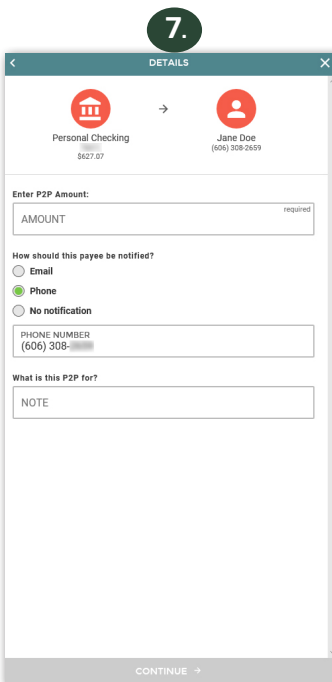 7.
DETAILS
Personal Checking
$627.07
Jane Doe
(606) 308-2659
Enter P2P Amount:
AMOUNT
required
How should this payee be notified?
Email
Phone
No notification
PHONE NUMBER
(606) 308-
What is this P2P for?
NOTE
CONTINUE